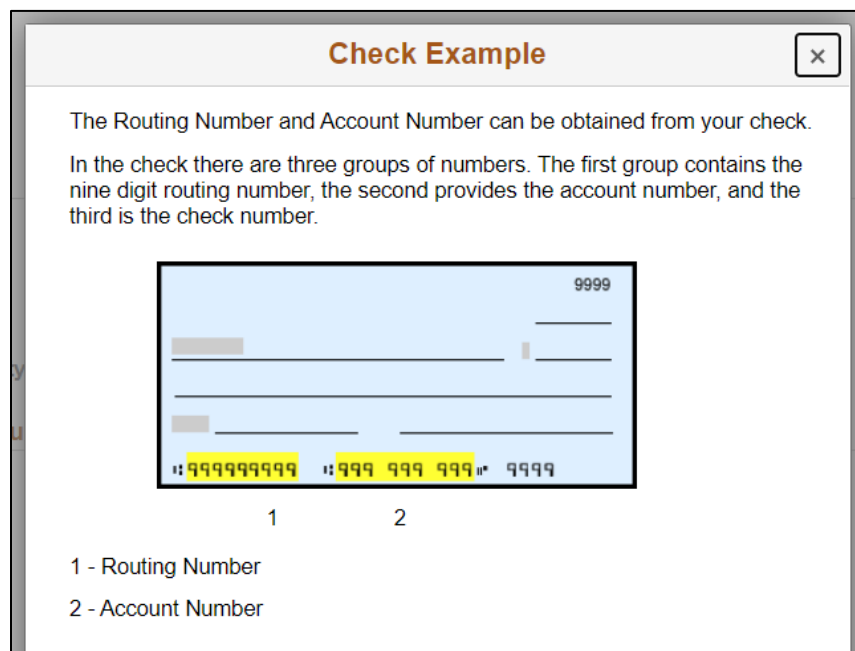 Check Example
×
The Routing Number and Account Number can be obtained from your check.
In the check there are three groups of numbers. The first group contains the
nine digit routing number, the second provides the account number, and the
third is the check number.
9999
⑆999999999 ⑆999 999 999⑈ 9999
1 2
1 - Routing Number
2 - Account Number